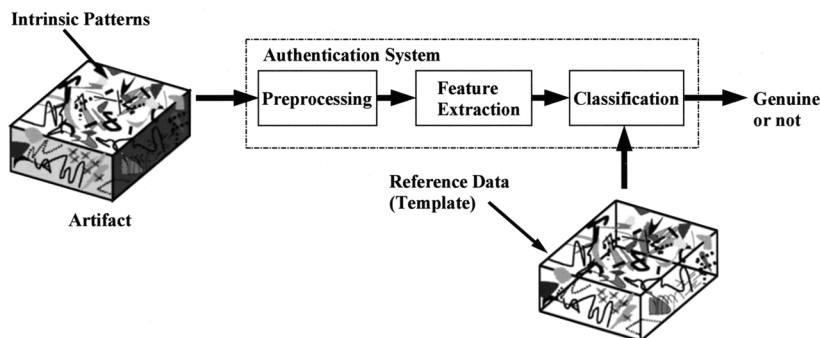 Intrinsic Patterns
Authentication System
Preprocessing
Feature
Extraction
Classification
Genuine
or not
Artifact
Reference Data
(Template)